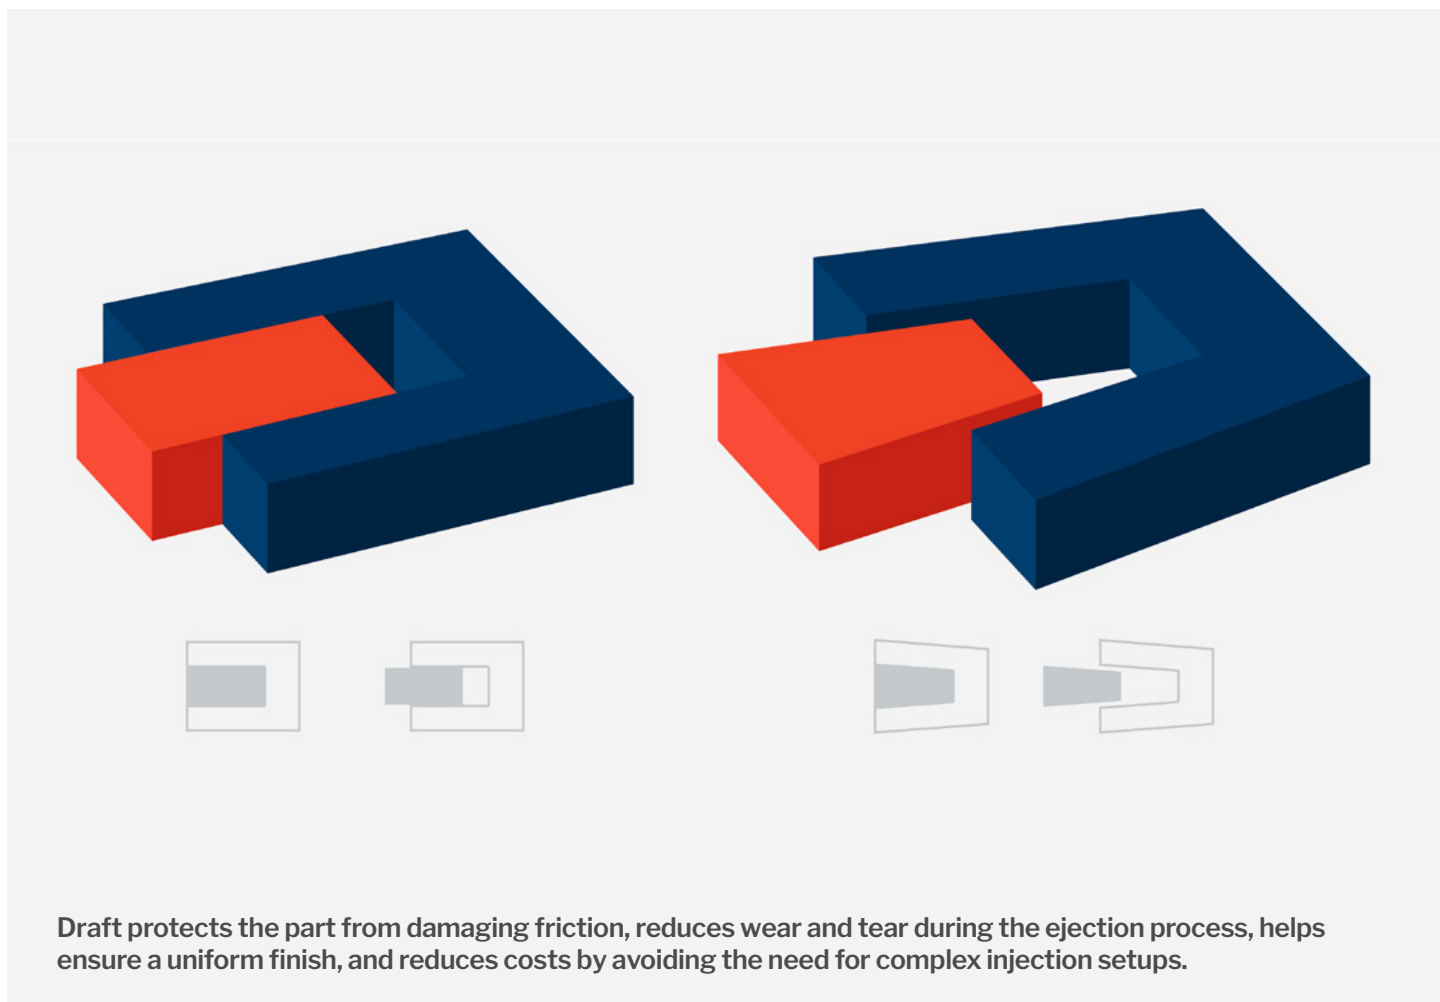 Draft protects the part from damaging friction, reduces wear and tear during the ejection process, helps
ensure a uniform finish, and reduces costs by avoiding the need for complex injection setups.